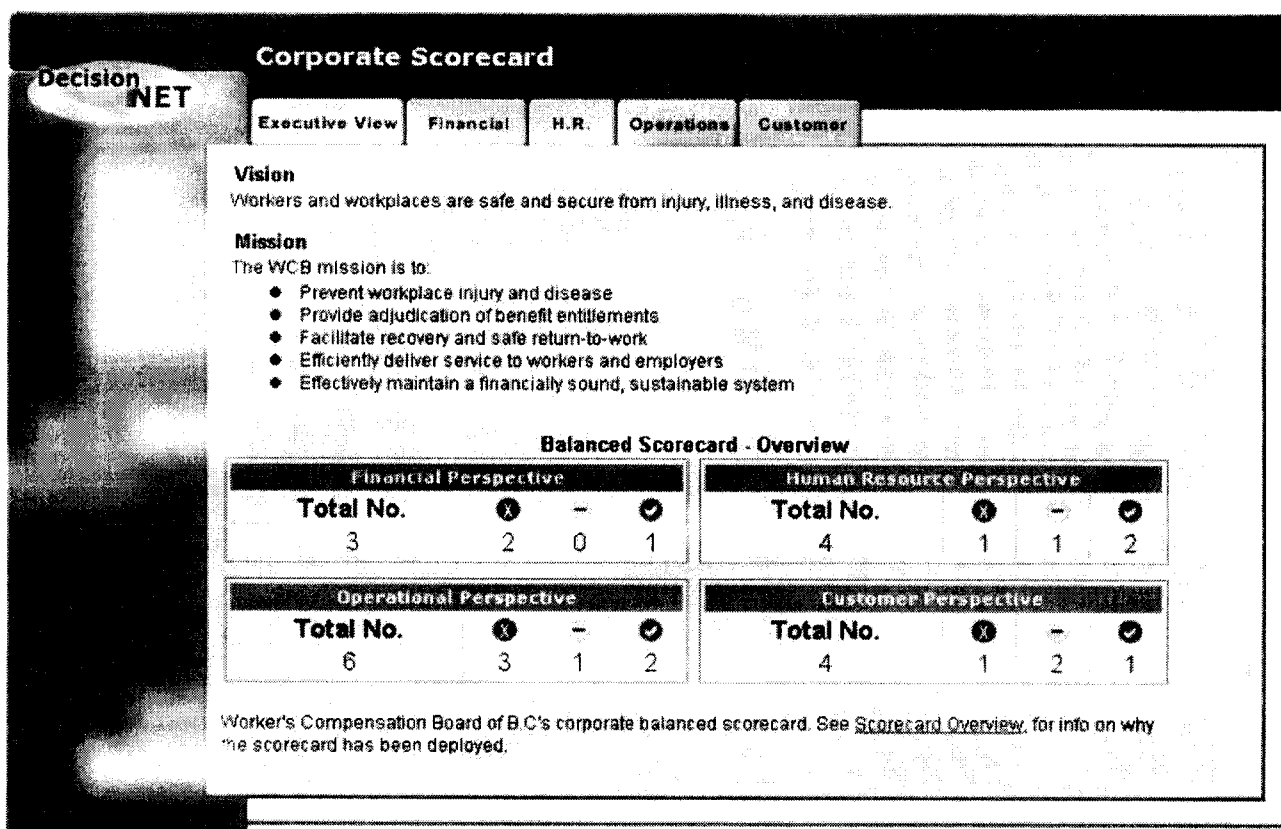 Corporate Scorecard
Decision
NET
Executive View Financial H.R. Operations Customer
Vision
Workers and workplaces are safe and secure from injury, illness, and disease.
Mission
The WCB mission is to:
● Prevent workplace injury and disease
● Provide adjudication of benefit entitlements
● Facilitate recovery and safe return-to-work
● Efficiently deliver service to workers and employers
● Effectively maintain a financially sound, sustainable system
Balanced Scorecard - Overview
Financial Perspective
Total No. X - ✓
3 2 0 1
Human Resource Perspective
Total No. X - ✓
4 1 1 2
Operational Perspective
Total No. X - ✓
6 3 1 2
Customer Perspective
Total No. X - ✓
4 1 2 1
Worker's Compensation Board of B.C's corporate balanced scorecard. See Scorecard Overview, for info on why
the scorecard has been deployed.